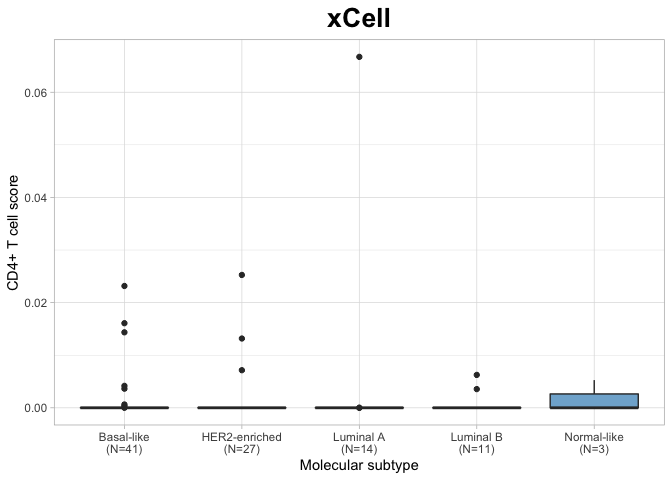 xCell
CD4+ T cell score
0.06
0.04
0.02
0.00
Basal-like
(N=41)
HER2-enriched
(N=27)
Luminal A
(N=14)
Luminal B
(N=11)
Normal-like
(N=3)
Molecular subtype